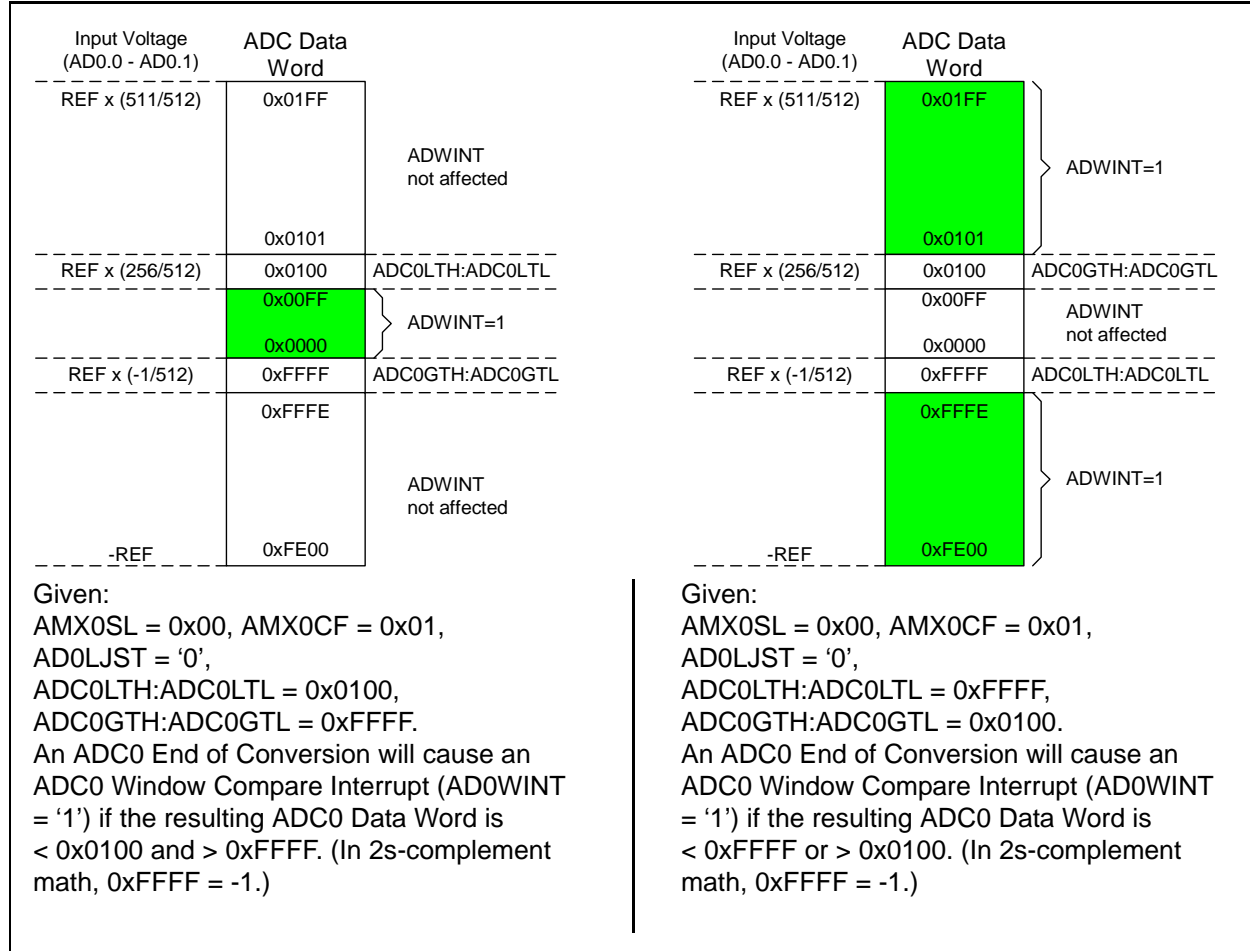 Input Voltage
(AD0.0 - AD0.1)
ADC Data
Word
REF x (511/512)
0x01FF
ADWINT
not affected
0x0101
REF x (256/512)
0x0100
ADC0LTH:ADC0LTL
0x00FF
ADWINT=1
0x0000
REF x (-1/512)
0xFFFF
ADC0GTH:ADC0GTL
0xFFFE
ADWINT
not affected
-REF
0xFE00
Given:
AMX0SL = 0x00, AMX0CF = 0x01,
AD0LJST = ‘0’,
ADC0LTH:ADC0LTL = 0x0100,
ADC0GTH:ADC0GTL = 0xFFFF.
An ADC0 End of Conversion will cause an
ADC0 Window Compare Interrupt (AD0WINT
= ‘1’) if the resulting ADC0 Data Word is
< 0x0100 and > 0xFFFF. (In 2s-complement
math, 0xFFFF = -1.)
Input Voltage
(AD0.0 - AD0.1)
ADC Data
Word
REF x (511/512)
0x01FF
ADWINT=1
0x0101
REF x (256/512)
0x0100
ADC0GTH:ADC0GTL
0x00FF
ADWINT
not affected
0x0000
REF x (-1/512)
0xFFFF
ADC0LTH:ADC0LTL
0xFFFE
ADWINT=1
-REF
0xFE00
Given:
AMX0SL = 0x00, AMX0CF = 0x01,
AD0LJST = ‘0’,
ADC0LTH:ADC0LTL = 0xFFFF,
ADC0GTH:ADC0GTL = 0x0100.
An ADC0 End of Conversion will cause an
ADC0 Window Compare Interrupt (AD0WINT
= ‘1’) if the resulting ADC0 Data Word is
< 0xFFFF or > 0x0100. (In 2s-complement
math, 0xFFFF = -1.)